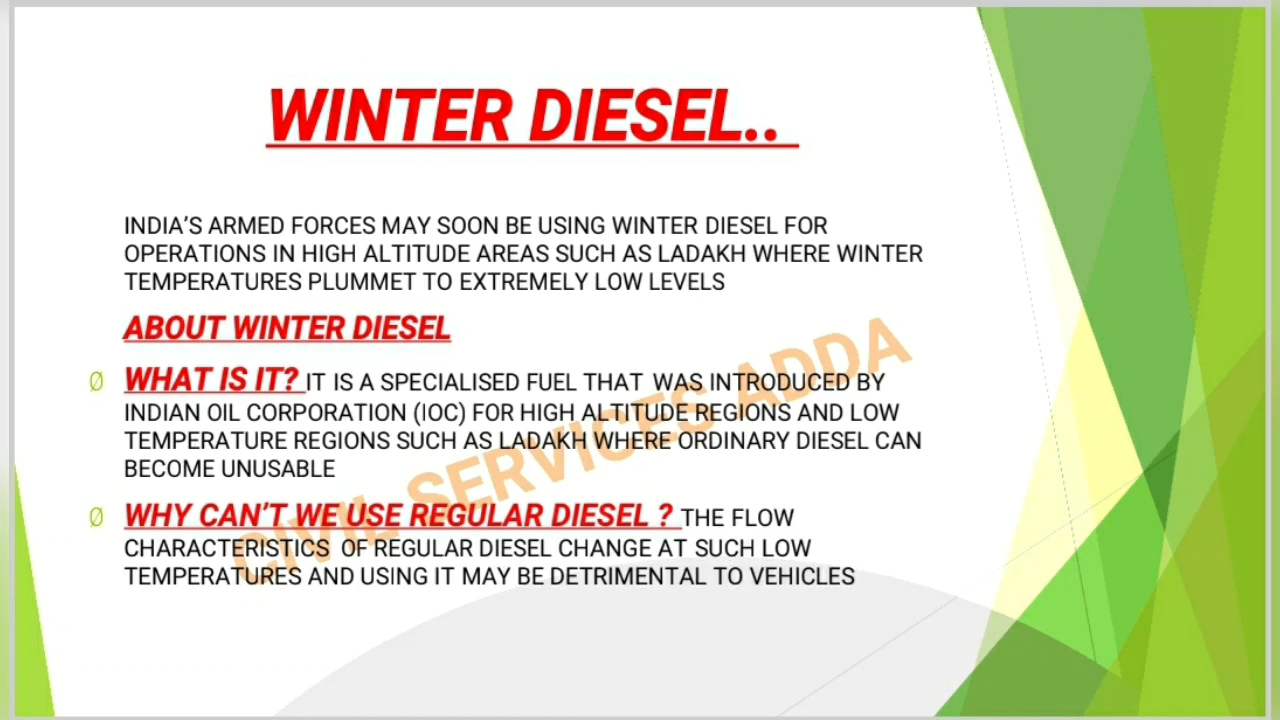 WINTER DIESEL..
INDIA'S ARMED FORCES MAY SOON BE USING WINTER DIESEL FOR
OPERATIONS IN HIGH ALTITUDE AREAS SUCH AS LADAKH WHERE WINTER
TEMPERATURES PLUMMET TO EXTREMELY LOW LEVELS
ABOUT WINTER DIESEL
Ø WHAT IS IT? IT IS A SPECIALISED FUEL THAT WAS INTRODUCED BY
INDIAN OIL CORPORATION (IOC) FOR HIGH ALTITUDE REGIONS AND LOW
TEMPERATURE REGIONS SUCH AS LADAKH WHERE ORDINARY DIESEL CAN
BECOME UNUSABLE
Ø WHY CAN'T WE USE REGULAR DIESEL ? THE FLOW
CHARACTERISTICS OF REGULAR DIESEL CHANGE AT SUCH LOW
TEMPERATURES AND USING IT MAY BE DETRIMENTAL TO VEHICLES
CIVIL SERVICES ADDA